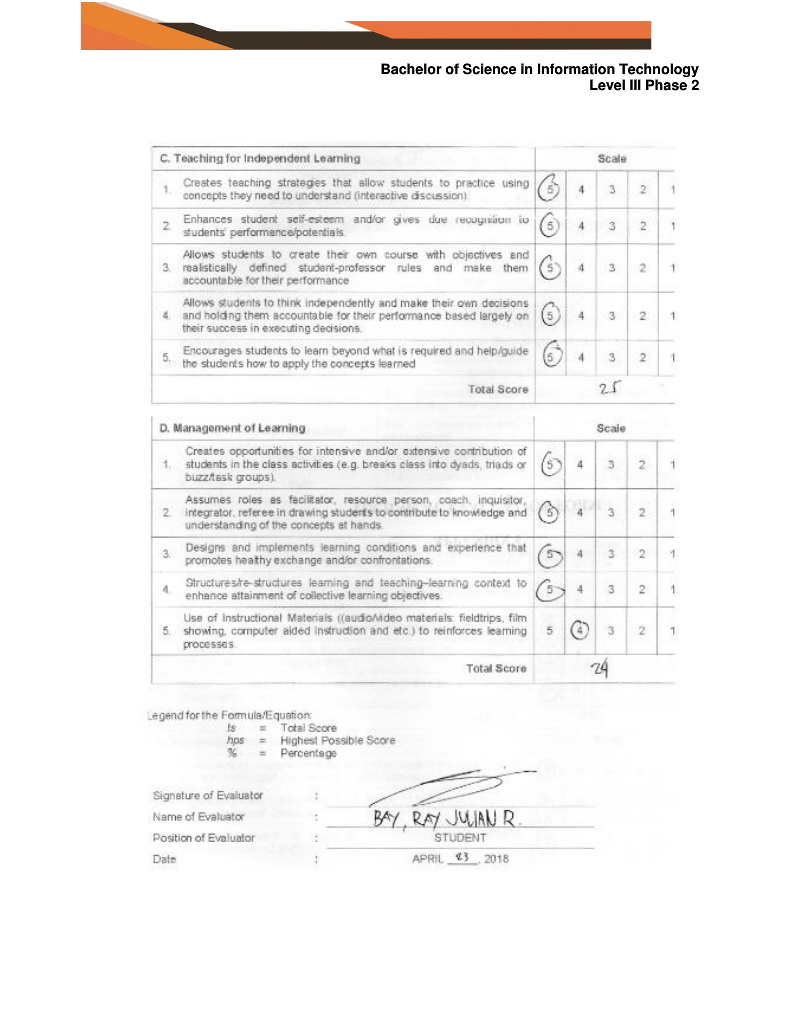 Bachelor of Science in Information Technology
Level III Phase 2
C. Teaching for Independent Learning Scale
1. Creates teaching strategies that allow students to practice using 5 4 3 2 1
concepts they need to understand (interactive discussion)
2. Enhances student self-esteem and/or gives due recognition to 5 4 3 2 1
students' performance/potentials.
Allows students to create their own course with objectives and
3. realistically defined student-professor rules and make them 5 4 3 2 1
accountable for their performance
Allows students to think independently and make their own decisions
4. and holding them accountable for their performance based largely on 5 4 3 2 1
their success in executing decisions.
5. Encourages students to learn beyond what is required and help/guide 5 4 3 2 1
the students how to apply the concepts learned
Total Score 25
D. Management of Learning Scale
Creates opportunities for intensive and/or extensive contribution of
1. students in the class activities (e.g. breaks class into dyads, triads or 5 4 3 2 1
buzz/task groups).
Assumes roles as facilitator, resource person, coach, inquisitor,
2. integrator, referee in drawing students to contribute to knowledge and 5 4 3 2 1
understanding of the concepts at hands.
3. Designs and implements learning conditions and experience that 5 4 3 2 1
promotes healthy exchange and/or confrontations.
4. Structures/re-structures learning and teaching-learning context to 5 4 3 2 1
enhance attainment of collective learning objectives.
Use of Instructional Materials ((audio/video materials: fieldtrips, film
5. showing, computer aided Instruction and etc.) to reinforces learning 5 4 3 2 1
processes.
Total Score 24
Legend for the Formula/Equation:
ts = Total Score
hps = Highest Possible Score
% = Percentage
Signature of Evaluator :
Name of Evaluator : BAY, RAY JULIAN R.
Position of Evaluator : STUDENT
Date : APRIL 23, 2018